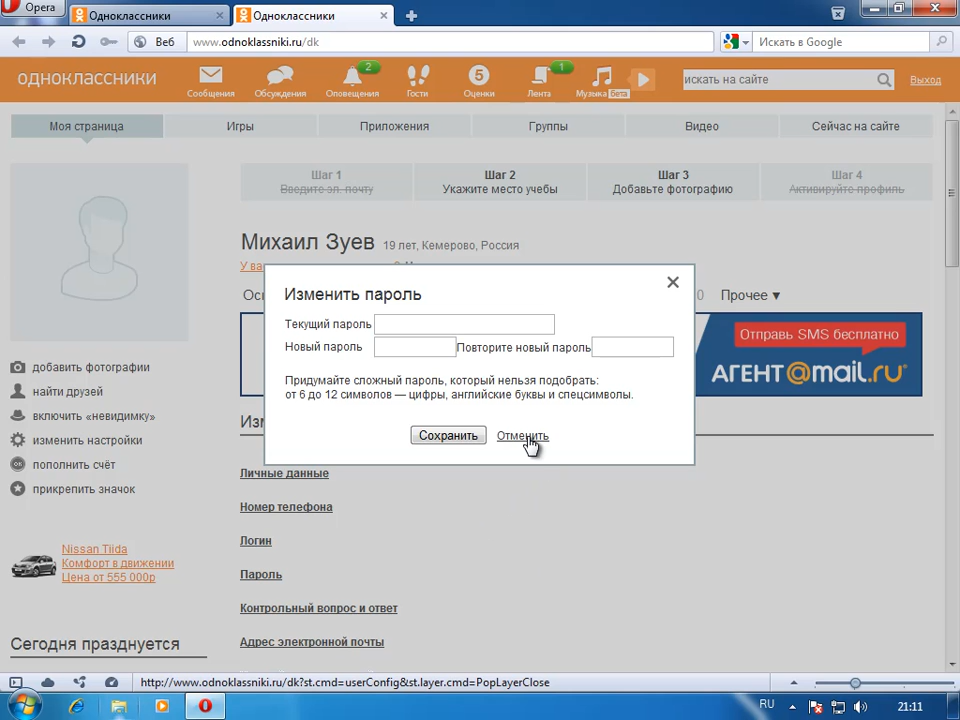 Opera
Одноклассники
Одноклассники
Веб
www.odnoklassniki.ru/dk
Искать в Google
одноклассники
Сообщения
Обсуждения
2
Оповещения
Гости
5
Оценки
1
Лента
Музыка бета
искать на сайте
Выход
Моя страница
Игры
Приложения
Группы
Видео
Сейчас на сайте
Шаг 1
Введите эл. почту
Шаг 2
Укажите место учебы
Шаг 3
Добавьте фотографию
Шаг 4
Активируйте профиль
Михаил Зуев 19 лет, Кемерово, Россия
У ва
Ос
0
Прочее ▾
Изменить пароль
Текущий пароль
Новый пароль
Повторите новый пароль
Придумайте сложный пароль, который нельзя подобрать:
от 6 до 12 символов — цифры, английские буквы и спецсимволы.
Сохранить
Отменить
Отправь SMS бесплатно
АГЕНТ@mail.ru®
добавить фотографии
найти друзей
включить «невидимку»
изменить настройки
ОК
пополнить счёт
прикрепить значок
Nissan Tiida
Комфорт в движении
Цена от 555 000р
Сегодня празднуется
Из
Личные данные
Номер телефона
Логин
Пароль
Контрольный вопрос и ответ
Адрес электронной почты
http://www.odnoklassniki.ru/dk?st.cmd=userConfig&st.layer.cmd=PopLayerClose
RU
21:11